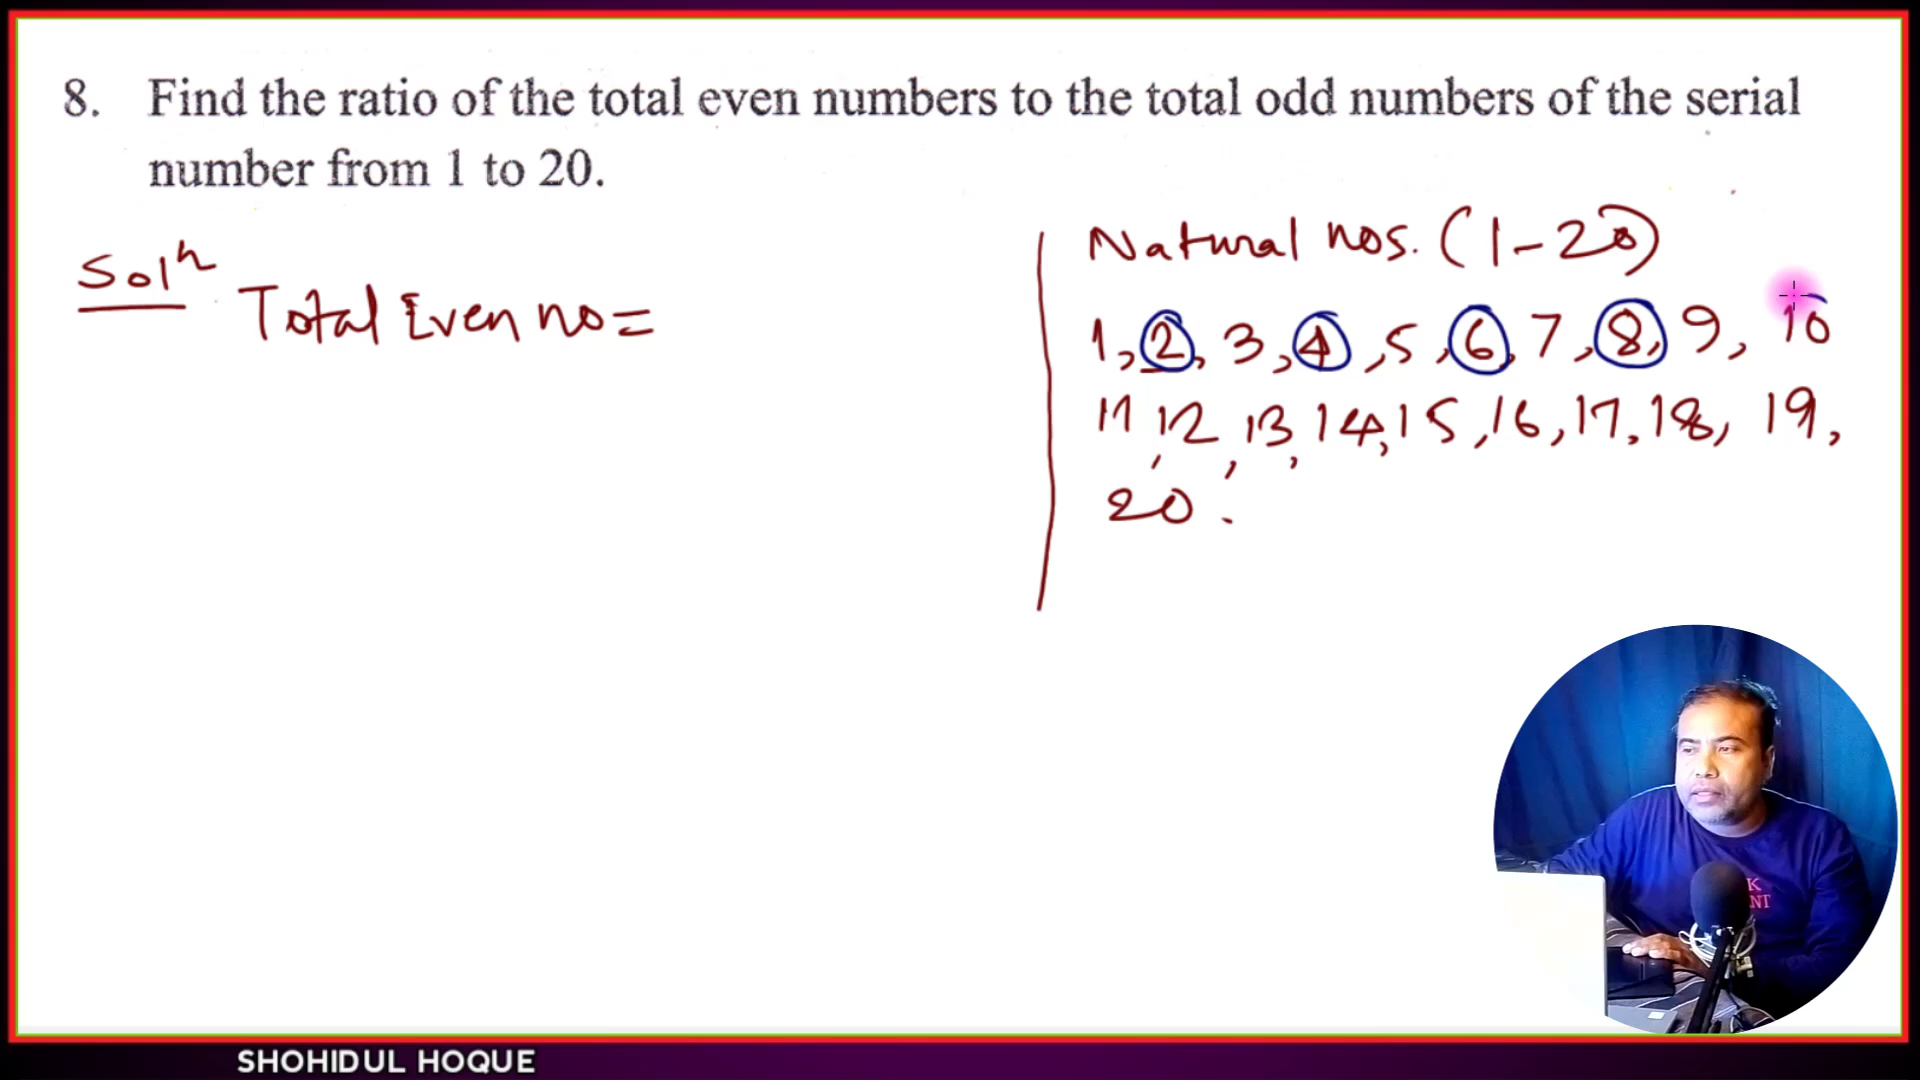 8. Find the ratio of the total even numbers to the total odd numbers of the serial
number from 1 to 20.
Solⁿ
Total Even no =
Natural nos. (1-20)
1, 2, 3, 4, 5, 6, 7, 8, 9, 10
11, 12, 13, 14, 15, 16, 17, 18, 19,
20.
K
NT
SHOHIDUL HOQUE